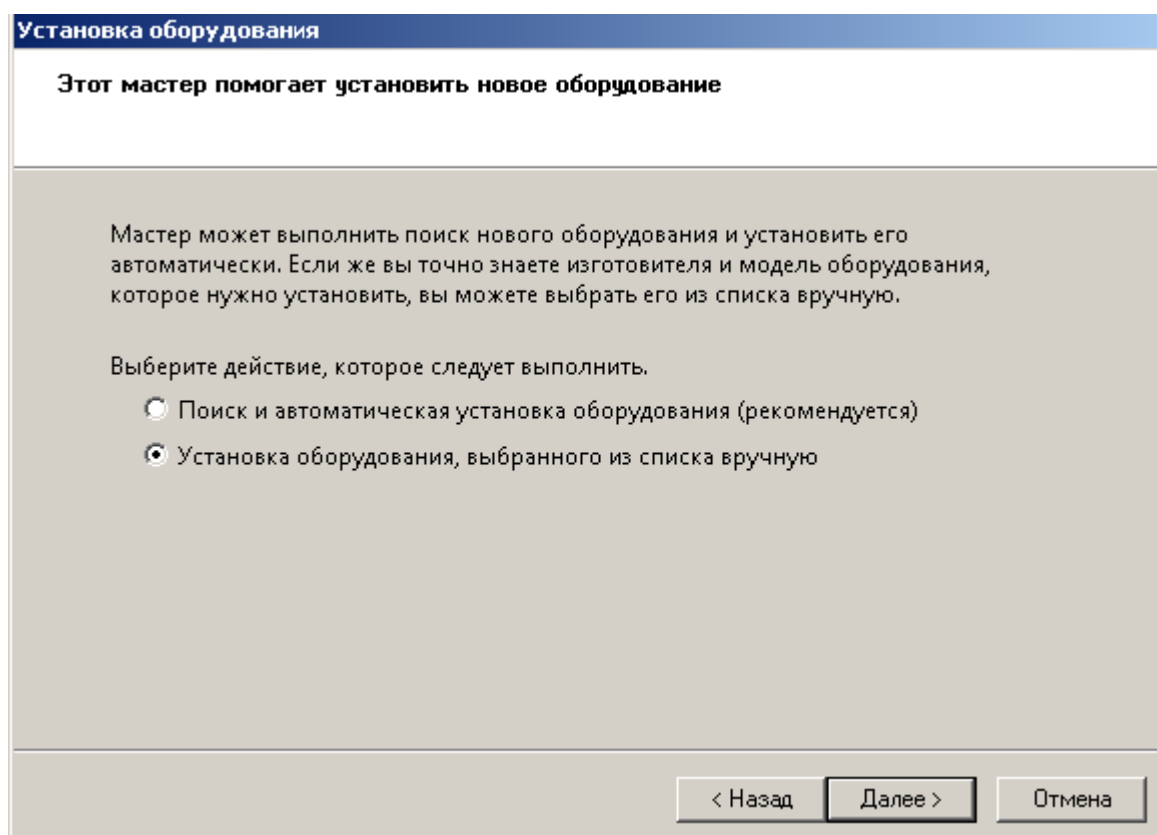 Установка оборудования
Этот мастер помогает установить новое оборудование
Мастер может выполнить поиск нового оборудования и установить его
автоматически. Если же вы точно знаете изготовителя и модель оборудования,
которое нужно установить, вы можете выбрать его из списка вручную.
Выберите действие, которое следует выполнить.
Поиск и автоматическая установка оборудования (рекомендуется)
Установка оборудования, выбранного из списка вручную
< Назад Далее > Отмена